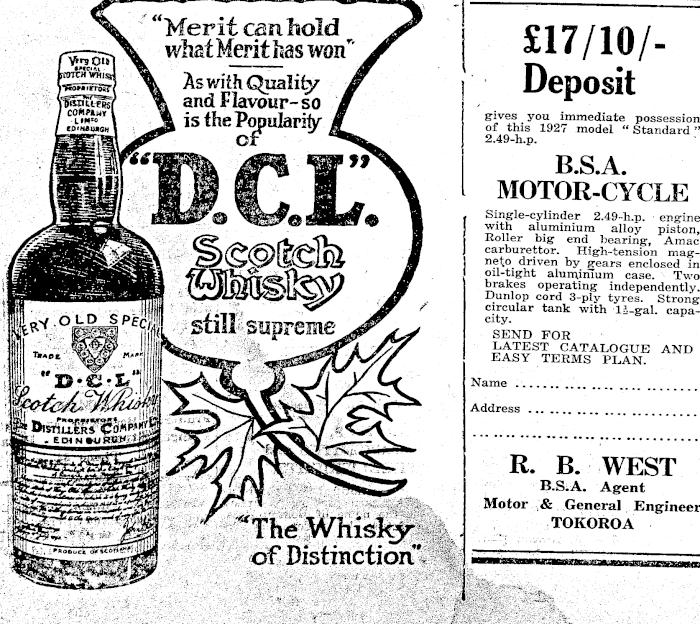 "Merit can hold
what Merit has won"
As with Quality
and Flavour-so
is the Popularity
of
"D.C.L".
Scotch
Whisky
still supreme
Very Old
SPECIAL
SCOTCH WHISKY
PROPRIETORS
THE
DISTILLERS
COMPANY
LIMTD
EDINBURGH
VERY OLD SPECIAL
TRADE MARK
"D.C.L"
Scotch Whisky
PROPRIETORS
The DISTILLERS COMPANY
EDINBURGH
PRODUCE OF SCOTLAND
"The Whisky
of Distinction"
£17/10/-
Deposit
gives you immediate possession
of this 1927 model "Standard"
2.49-h.p.
B.S.A.
MOTOR-CYCLE
Single-cylinder 2.49-h.p. engine
with aluminium alloy piston,
Roller big end bearing, Amac
carburettor. High-tension mag-
neto driven by gears enclosed in
oil-tight aluminium case. Two
brakes operating independently.
Dunlop cord 3-ply tyres. Strong
circular tank with 1½-gal. capa-
city.
SEND FOR
LATEST CATALOGUE AND
EASY TERMS PLAN.
Name
Address
R. B. WEST
B.S.A. Agent
Motor & General Engineer
TOKOROA